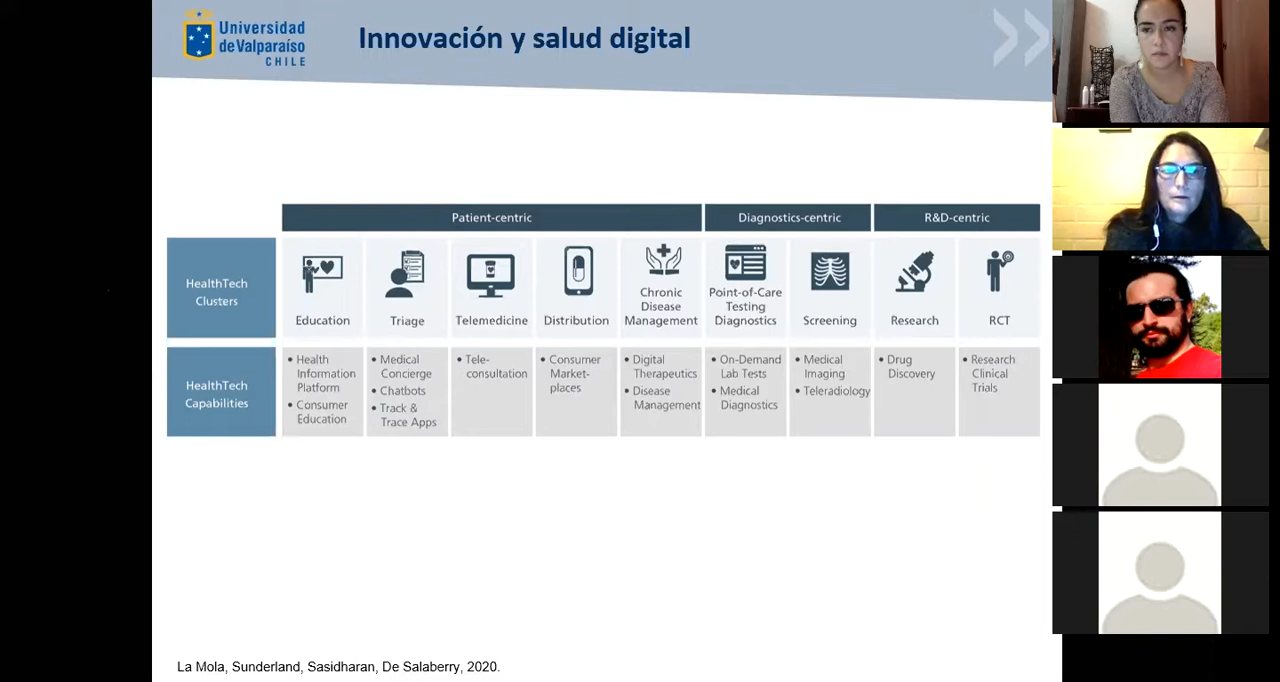 Universidad
de Valparaíso
CHILE
Innovación y salud digital
Patient-centric
Diagnostics-centric
R&D-centric
HealthTech
Clusters
Education
Triage
Telemedicine
Distribution
Chronic
Disease
Management
Point-of-Care
Testing
Diagnostics
Screening
Research
RCT
HealthTech
Capabilities
• Health
Information
Platform
• Consumer
Education
• Medical
Concierge
• Chatbots
• Track &
Trace Apps
• Tele-
consultation
• Consumer
Market-
places
• Digital
Therapeutics
• Disease
Management
• On-Demand
Lab Tests
• Medical
Diagnostics
• Medical
Imaging
• Teleradiology
• Drug
Discovery
• Research
Clinical
Trials
La Mola, Sunderland, Sasidharan, De Salaberry, 2020.